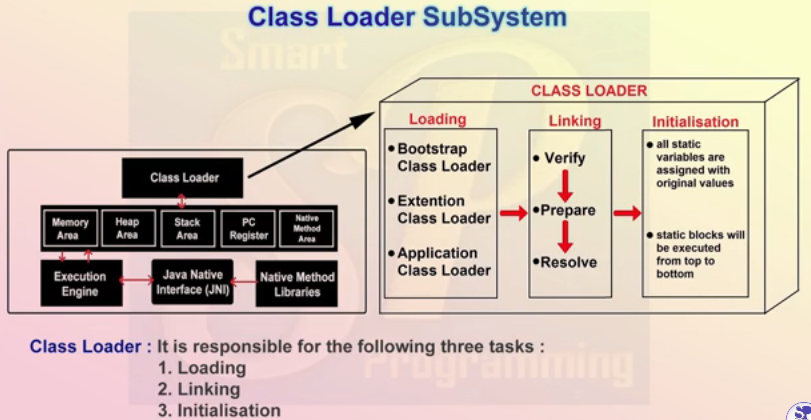 Class Loader SubSystem
Smart
CLASS LOADER
Loading
Linking
Initialisation
• Bootstrap
Class Loader
• Extention
Class Loader
• Application
Class Loader
• Verify
• Prepare
• Resolve
• all static
variables are
assigned with
original values
• static blocks will
be executed
from top to
bottom
Class Loader
Memory
Area
Heap
Area
Stack
Area
PC
Register
Native
Method
Area
Execution
Engine
Java Native
Interface (JNI)
Native Method
Libraries
Class Loader : It is responsible for the following three tasks :
1. Loading
2. Linking
3. Initialisation
Programming